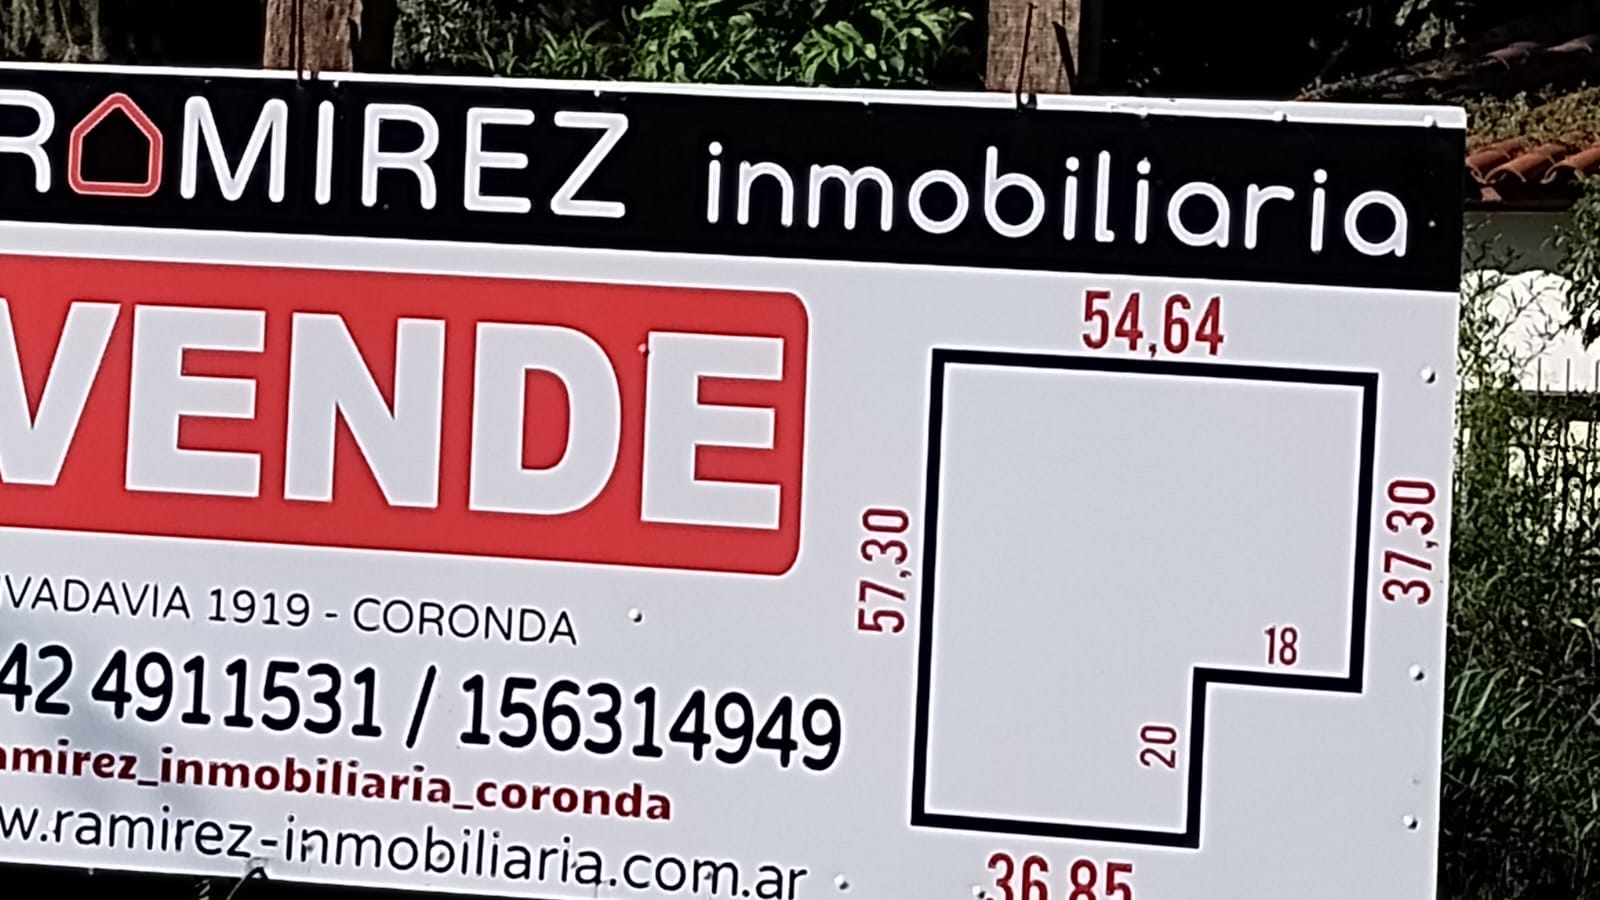 RAMIREZ inmobiliaria
VENDE
54,64
57,30
37,30
18
20
36,85
VADAVIA 1919 - CORONDA
42 4911531 / 156314949
amirez_inmobiliaria_coronda
w.ramirez-inmobiliaria.com.ar